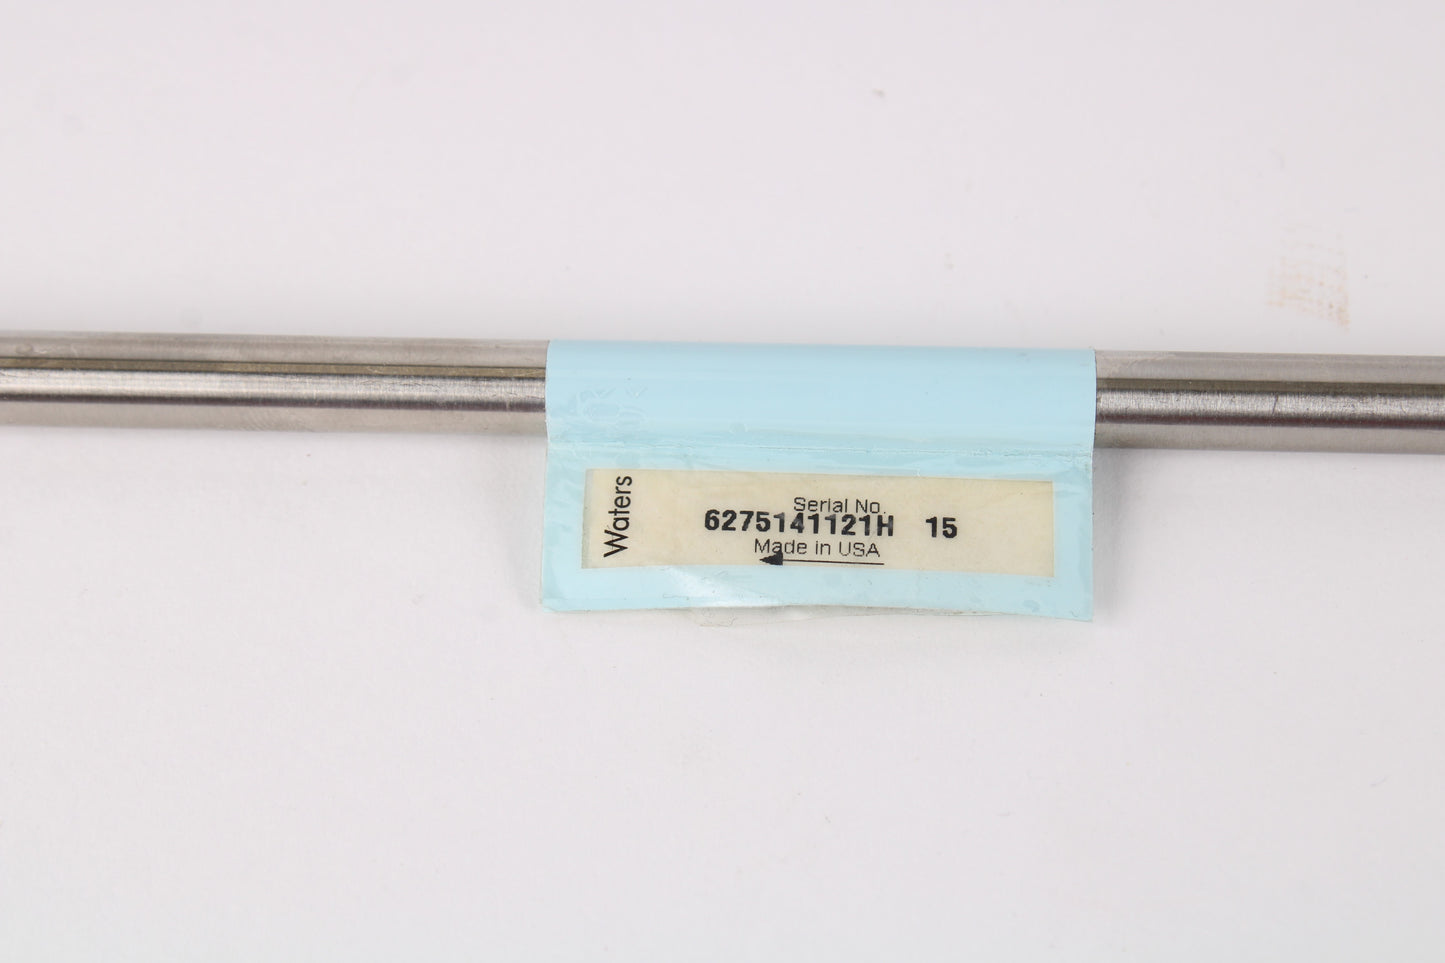 Waters
Serial No.
6275141121H 15
Made in USA